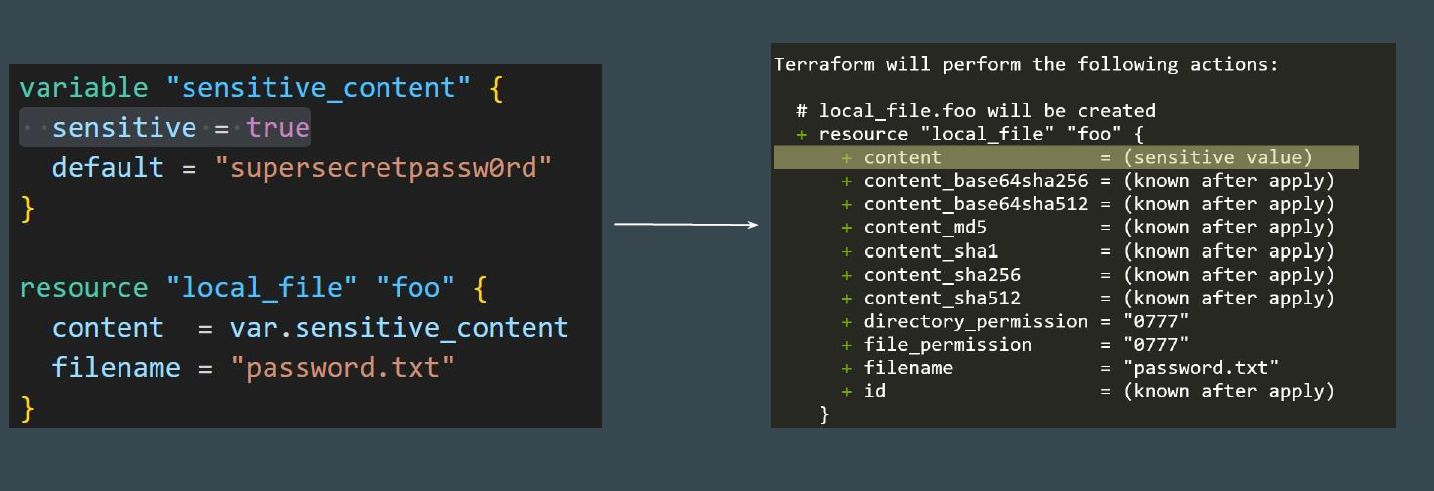 variable "sensitive_content" {
  sensitive = true
  default = "supersecretpassw0rd"
}
resource "local_file" "foo" {
  content  = var.sensitive_content
  filename = "password.txt"
}
Terraform will perform the following actions:
  # local_file.foo will be created
  + resource "local_file" "foo" {
      + content              = (sensitive value)
      + content_base64sha256 = (known after apply)
      + content_base64sha512 = (known after apply)
      + content_md5          = (known after apply)
      + content_sha1         = (known after apply)
      + content_sha256       = (known after apply)
      + content_sha512       = (known after apply)
      + directory_permission = "0777"
      + file_permission      = "0777"
      + filename             = "password.txt"
      + id                   = (known after apply)
    }